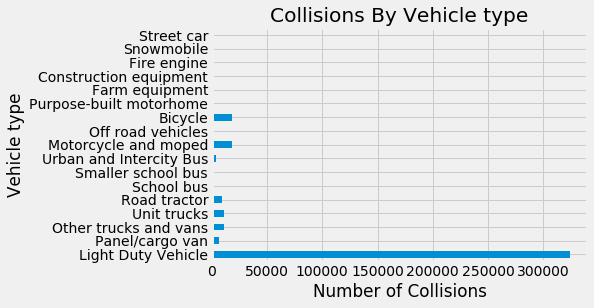 Collisions By Vehicle type
Vehicle type
Street car
Snowmobile
Fire engine
Construction equipment
Farm equipment
Purpose-built motorhome
Bicycle
Off road vehicles
Motorcycle and moped
Urban and Intercity Bus
Smaller school bus
School bus
Road tractor
Unit trucks
Other trucks and vans
Panel/cargo van
Light Duty Vehicle
0 50000 100000 150000 200000 250000 300000
Number of Collisions